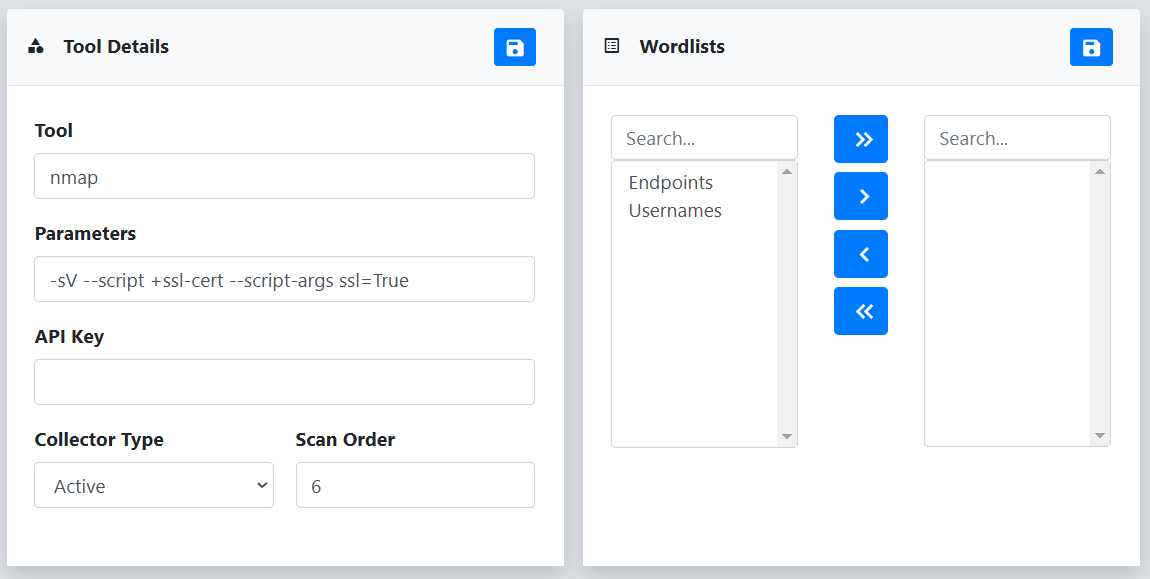 Tool Details
Tool
nmap
Parameters
-sV --script +ssl-cert --script-args ssl=True
API Key
Collector Type
Scan Order
Active
6
Wordlists
Search...
Search...
Endpoints
Usernames